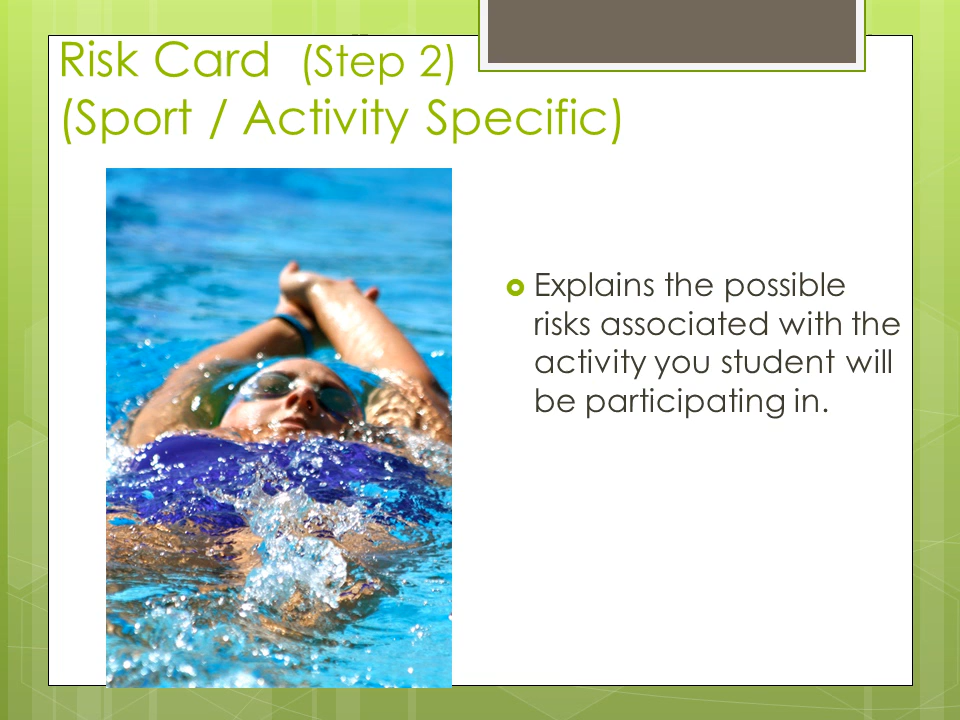 Risk Card (Step 2)
(Sport / Activity Specific)
Explains the possible
risks associated with the
activity you student will
be participating in.